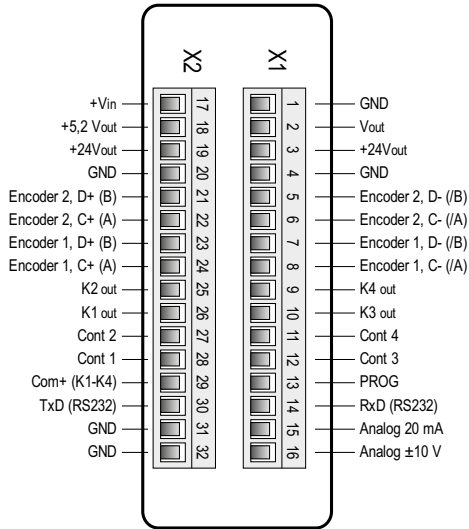 X2 X1
+Vin 17 1 GND
+5,2 Vout 18 2 Vout
+24Vout 19 3 +24Vout
GND 20 4 GND
Encoder 2, D+ (B) 21 5 Encoder 2, D- (/B)
Encoder 2, C+ (A) 22 6 Encoder 2, C- (/A)
Encoder 1, D+ (B) 23 7 Encoder 1, D- (/B)
Encoder 1, C+ (A) 24 8 Encoder 1, C- (/A)
K2 out 25 9 K4 out
K1 out 26 10 K3 out
Cont 2 27 11 Cont 4
Cont 1 28 12 Cont 3
Com+ (K1-K4) 29 13 PROG
TxD (RS232) 30 14 RxD (RS232)
GND 31 15 Analog 20 mA
GND 32 16 Analog ±10 V